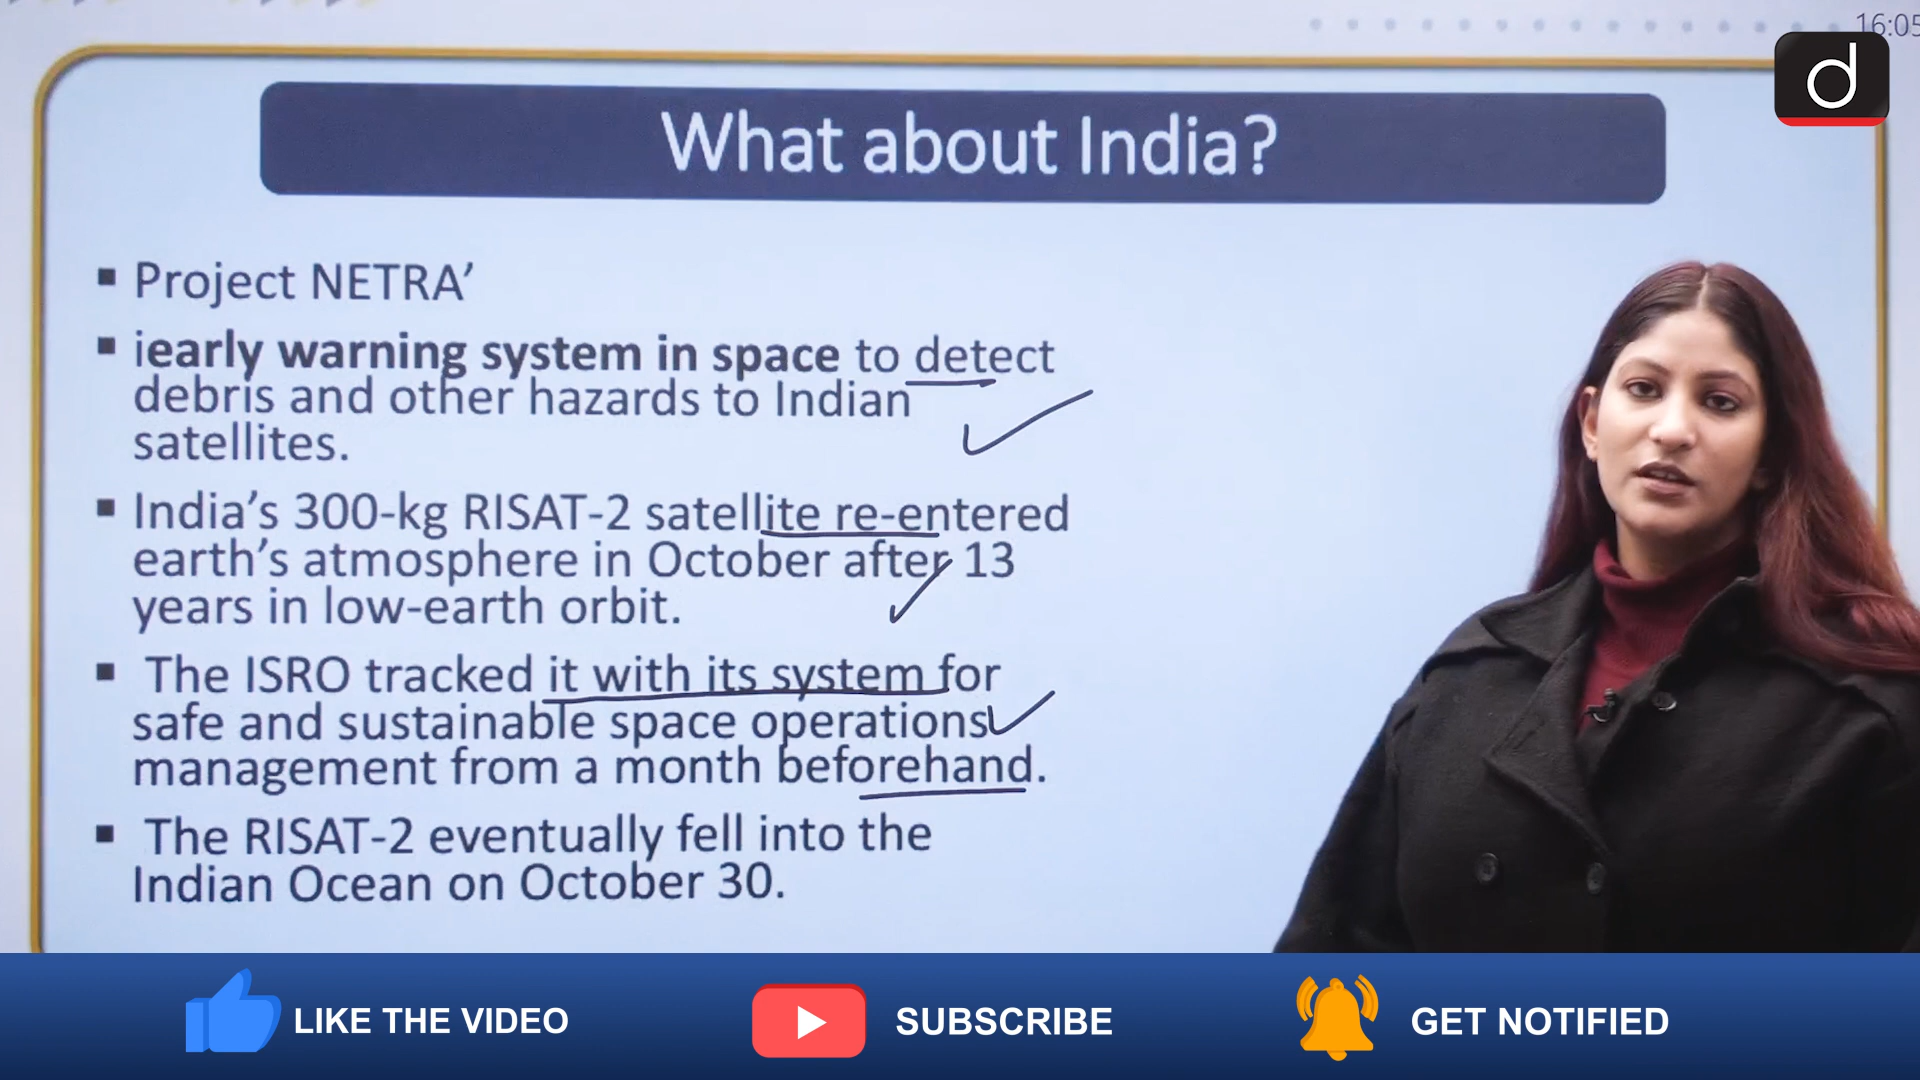 16:05
d
What about India?
▪ Project NETRA’
▪ iearly warning system in space to detect
debris and other hazards to Indian
satellites.
▪ India’s 300-kg RISAT-2 satellite re-entered
earth’s atmosphere in October after 13
years in low-earth orbit.
▪ The ISRO tracked it with its system for
safe and sustainable space operations
management from a month beforehand.
▪ The RISAT-2 eventually fell into the
Indian Ocean on October 30.
LIKE THE VIDEO
SUBSCRIBE
GET NOTIFIED